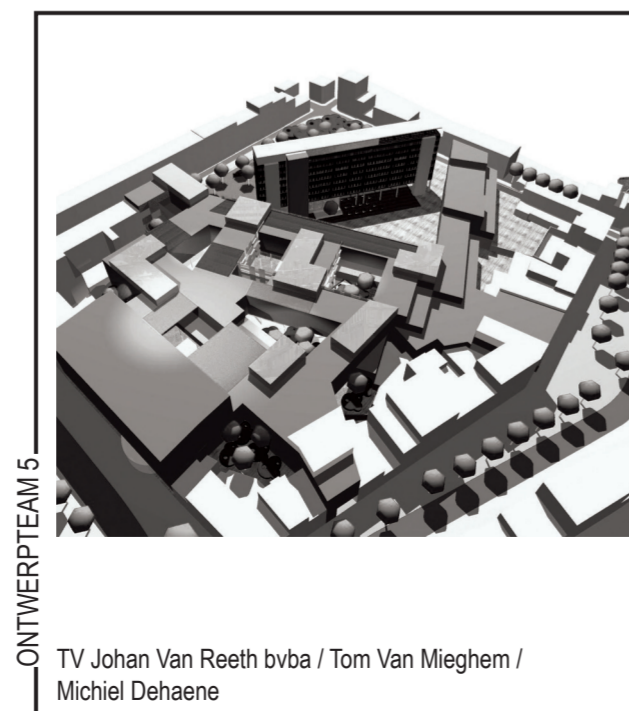 ONTWERPTEAM 5
TV Johan Van Reeth bvba / Tom Van Mieghem /
Michiel Dehaene